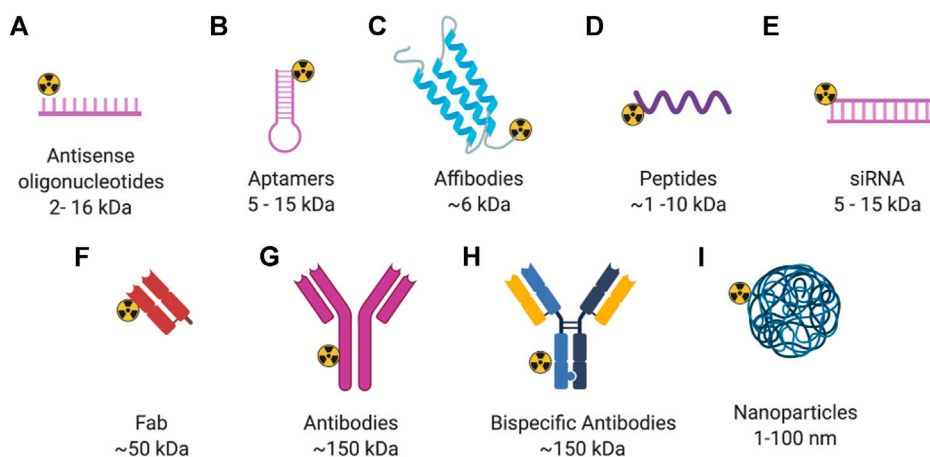 A
B
C
D
E
Antisense
oligonucleotides
2- 16 kDa
Aptamers
5 - 15 kDa
Affibodies
~6 kDa
Peptides
~1 -10 kDa
siRNA
5 - 15 kDa
F
G
H
I
Fab
~50 kDa
Antibodies
~150 kDa
Bispecific Antibodies
~150 kDa
Nanoparticles
1-100 nm